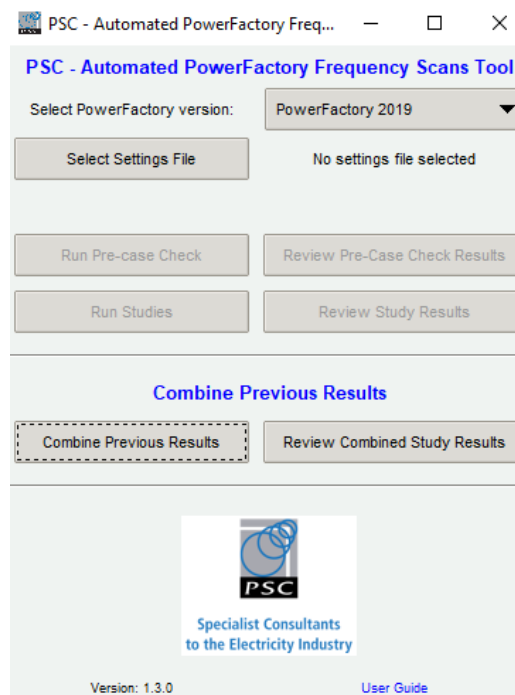 PSC - Automated PowerFactory Freq...
PSC - Automated PowerFactory Frequency Scans Tool
Select PowerFactory version: PowerFactory 2019
Select Settings File No settings file selected
Run Pre-case Check Review Pre-Case Check Results
Run Studies Review Study Results
Combine Previous Results
Combine Previous Results Review Combined Study Results
PSC
Specialist Consultants
to the Electricity Industry
Version: 1.3.0 User Guide